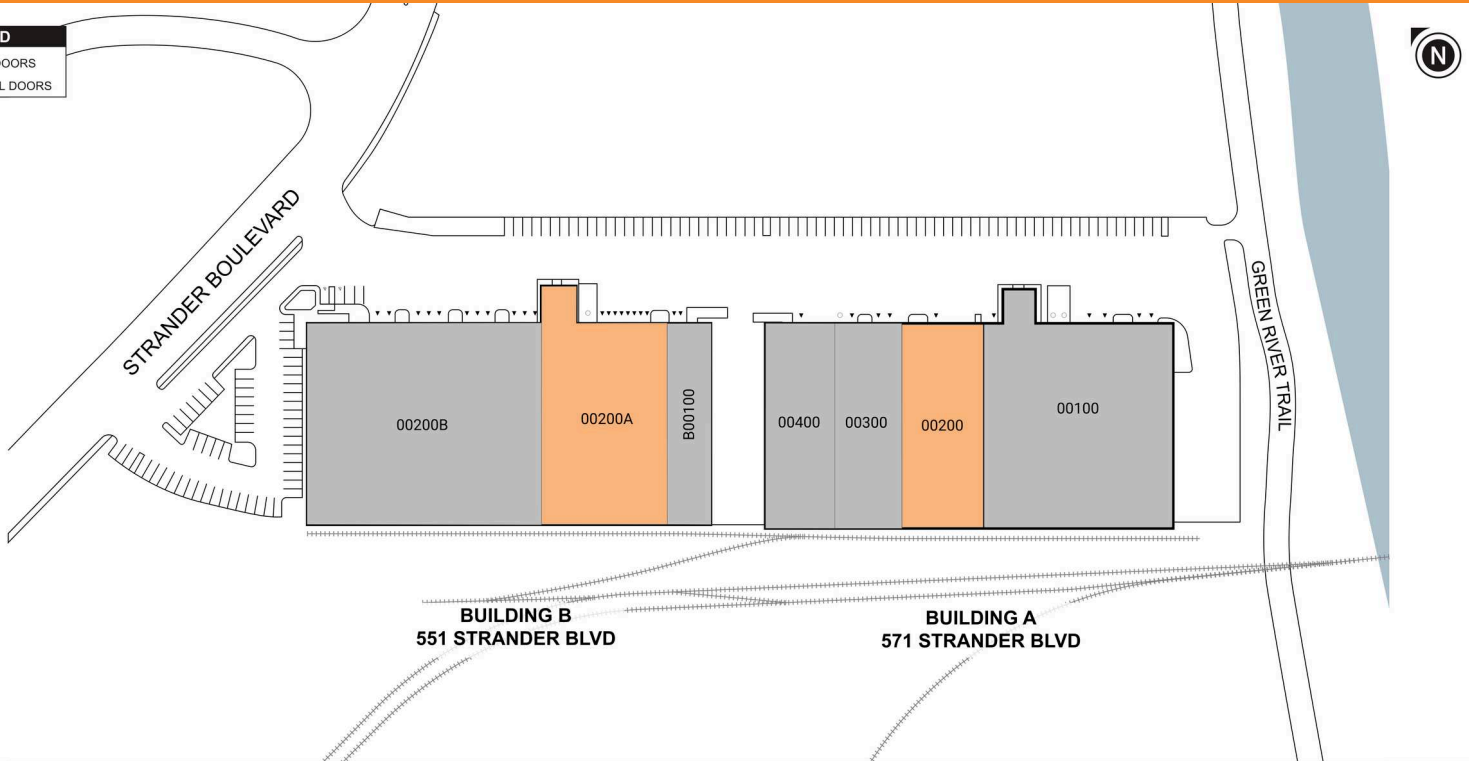 D
DOORS
L DOORS
N
STRANDER BOULEVARD
GREEN RIVER TRAIL
00200B
00200A
B00100
00400
00300
00200
00100
BUILDING B
551 STRANDER BLVD
BUILDING A
571 STRANDER BLVD